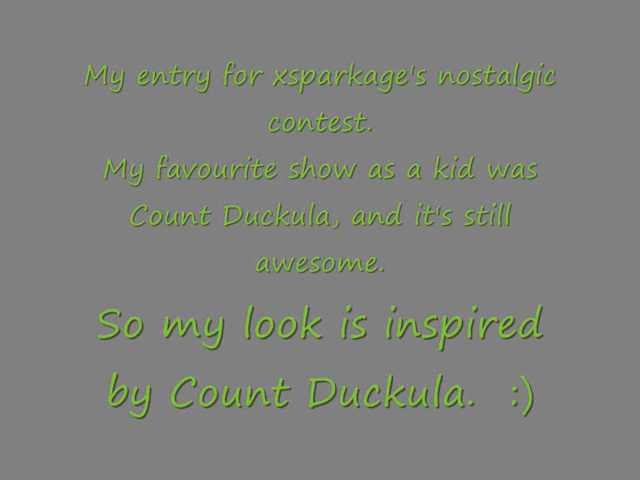 My entry for xsparkage's nostalgic
contest.
My favourite show as a kid was
Count Duckula, and it's still
awesome.
So my look is inspired
by Count Duckula.  :)